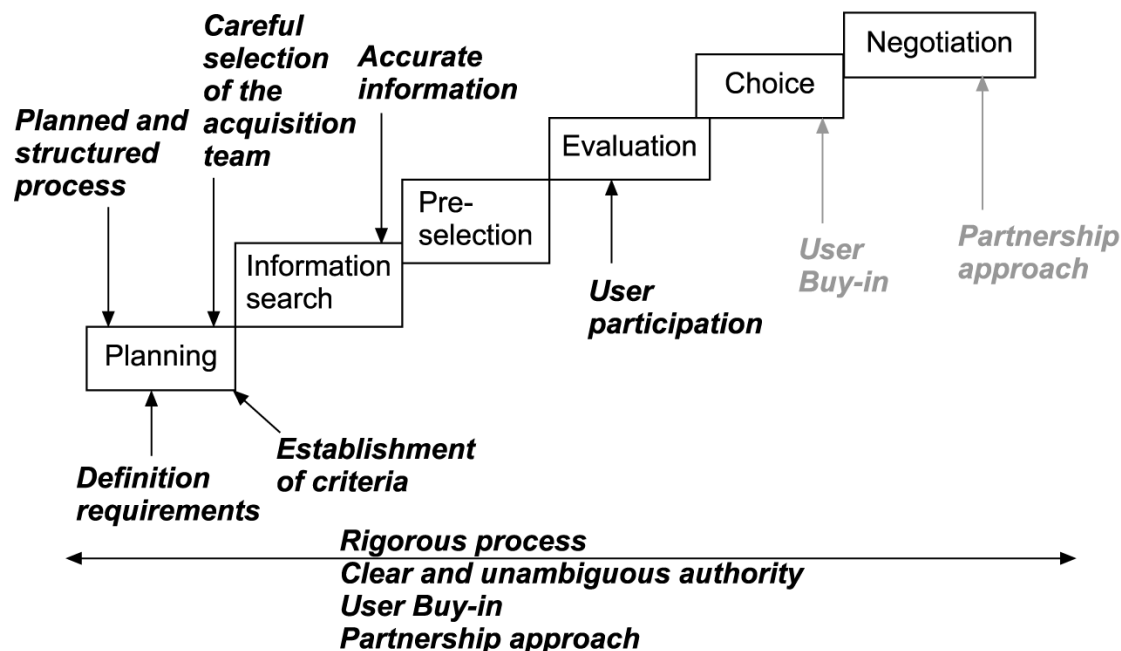 Careful
selection
of the
acquisition
team
Accurate
information
Negotiation
Choice
Planned and
structured
process
Evaluation
Pre-
selection
User
Buy-in
Partnership
approach
Information
search
User
participation
Planning
Establishment
of criteria
Definition
requirements
Rigorous process
Clear and unambiguous authority
User Buy-in
Partnership approach